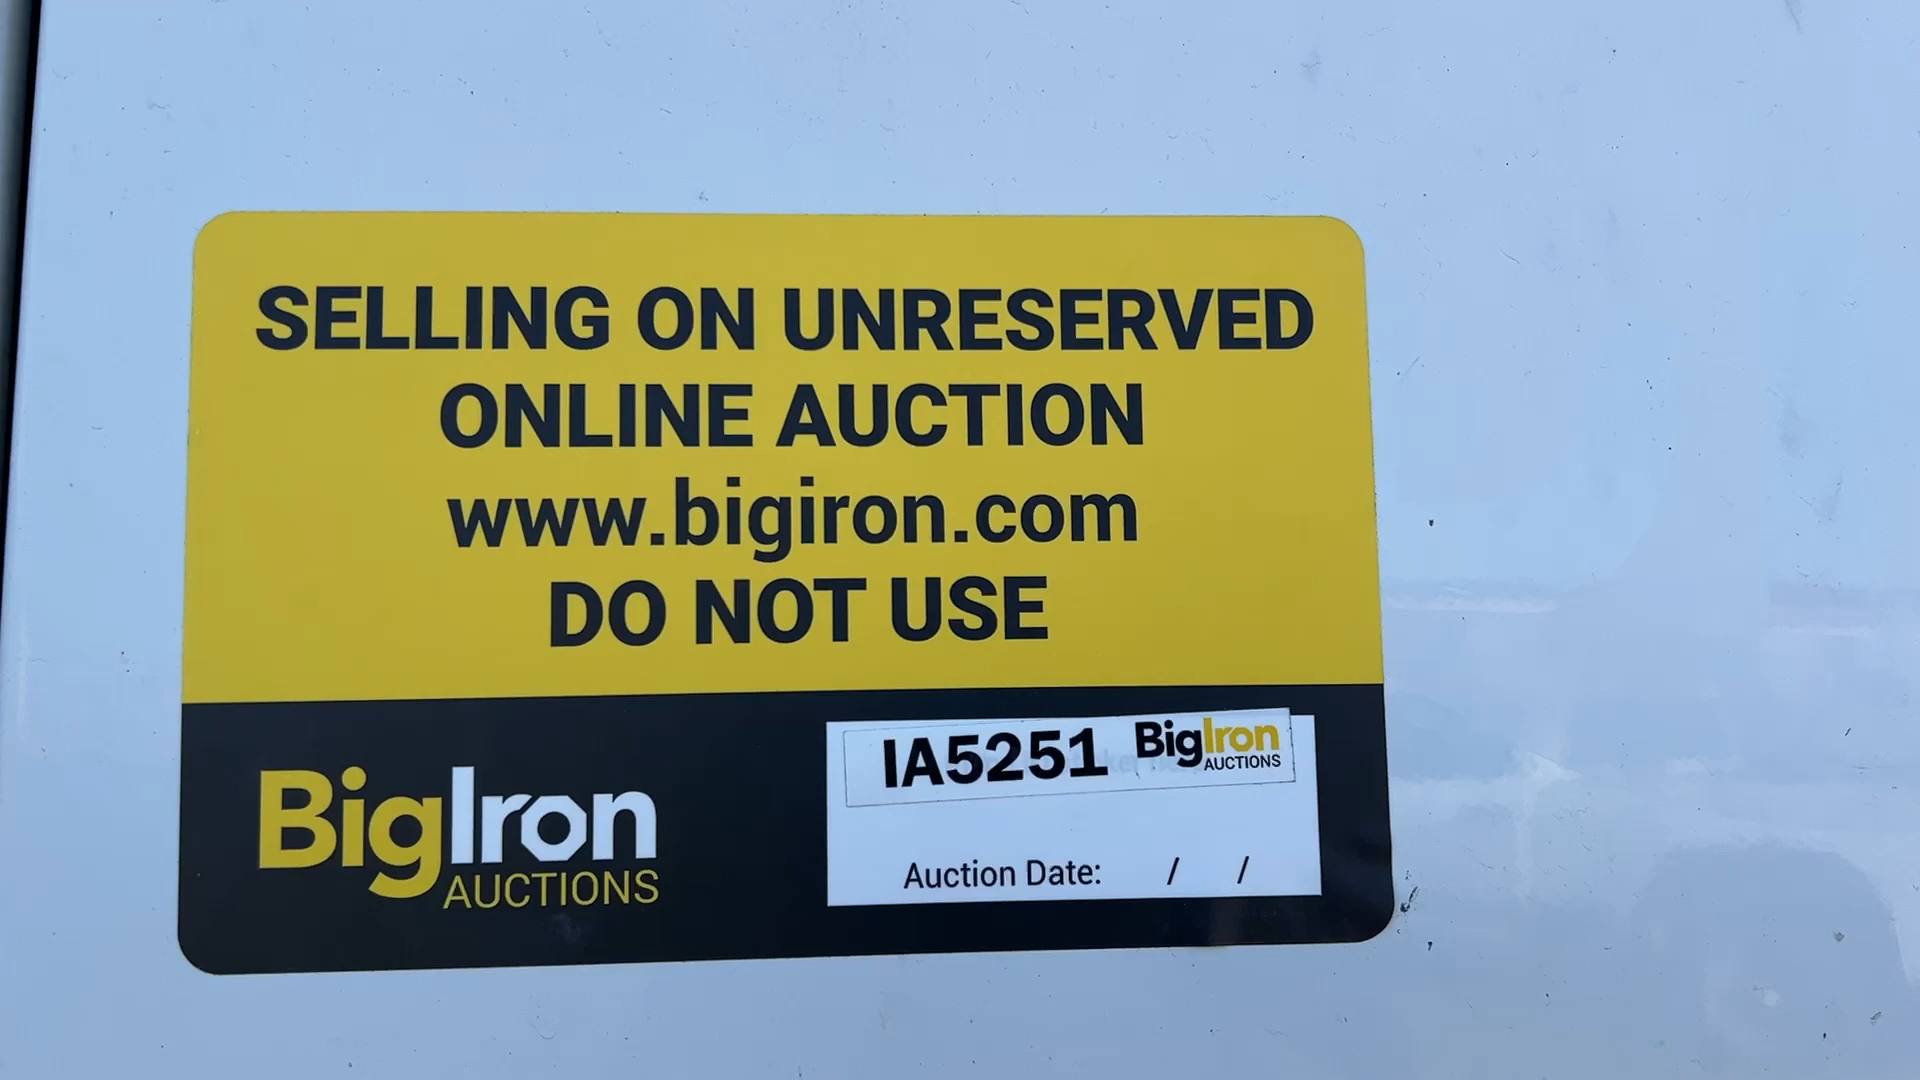 SELLING ON UNRESERVED
ONLINE AUCTION
www.bigiron.com
DO NOT USE
BigIron
AUCTIONS
IA5251 BigIron
AUCTIONS
Auction Date: / /